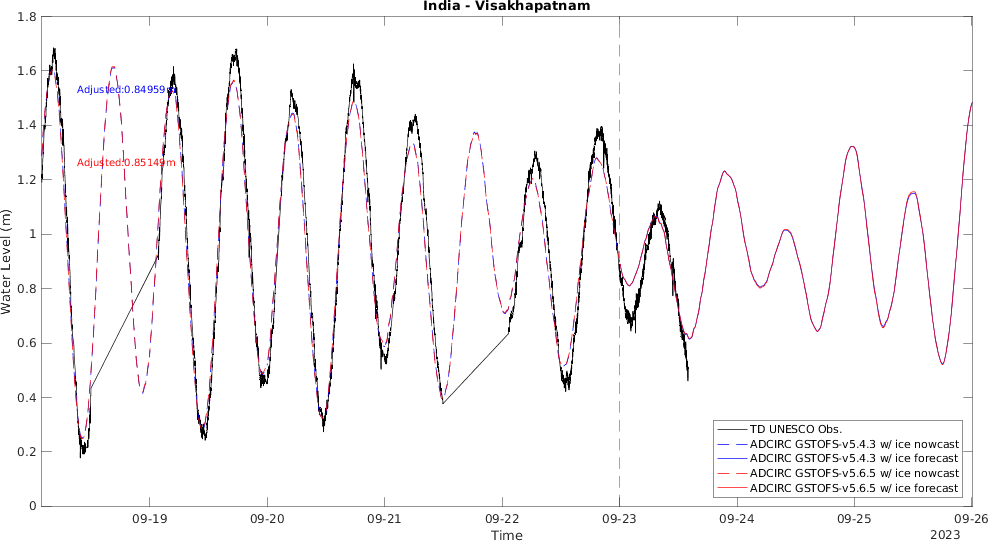 India - Visakhapatnam
Water Level (m)
1.8
1.6
1.4
1.2
1
0.8
0.6
0.4
0.2
0
Adjusted:0.84959m
Adjusted:0.85149m
TD UNESCO Obs.
ADCIRC GSTOFS-v5.4.3 w/ ice nowcast
ADCIRC GSTOFS-v5.4.3 w/ ice forecast
ADCIRC GSTOFS-v5.6.5 w/ ice nowcast
ADCIRC GSTOFS-v5.6.5 w/ ice forecast
09-19 09-20 09-21 09-22 09-23 09-24 09-25 09-26
Time
2023